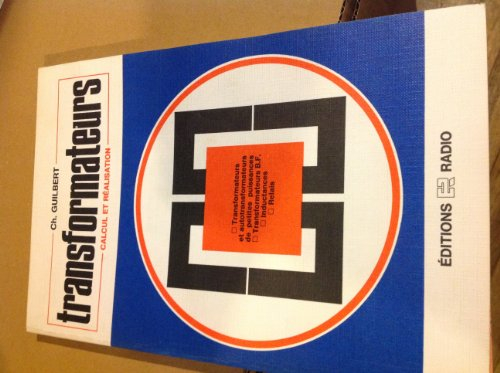 Ch. GUILBERT
transformateurs
CALCUL ET RÉALISATION
□ Transformateurs
et autotransformateurs
de petites puissances
□ Transformateurs B.F.
□ Inductances
□ Relais
ÉDITIONS RADIO